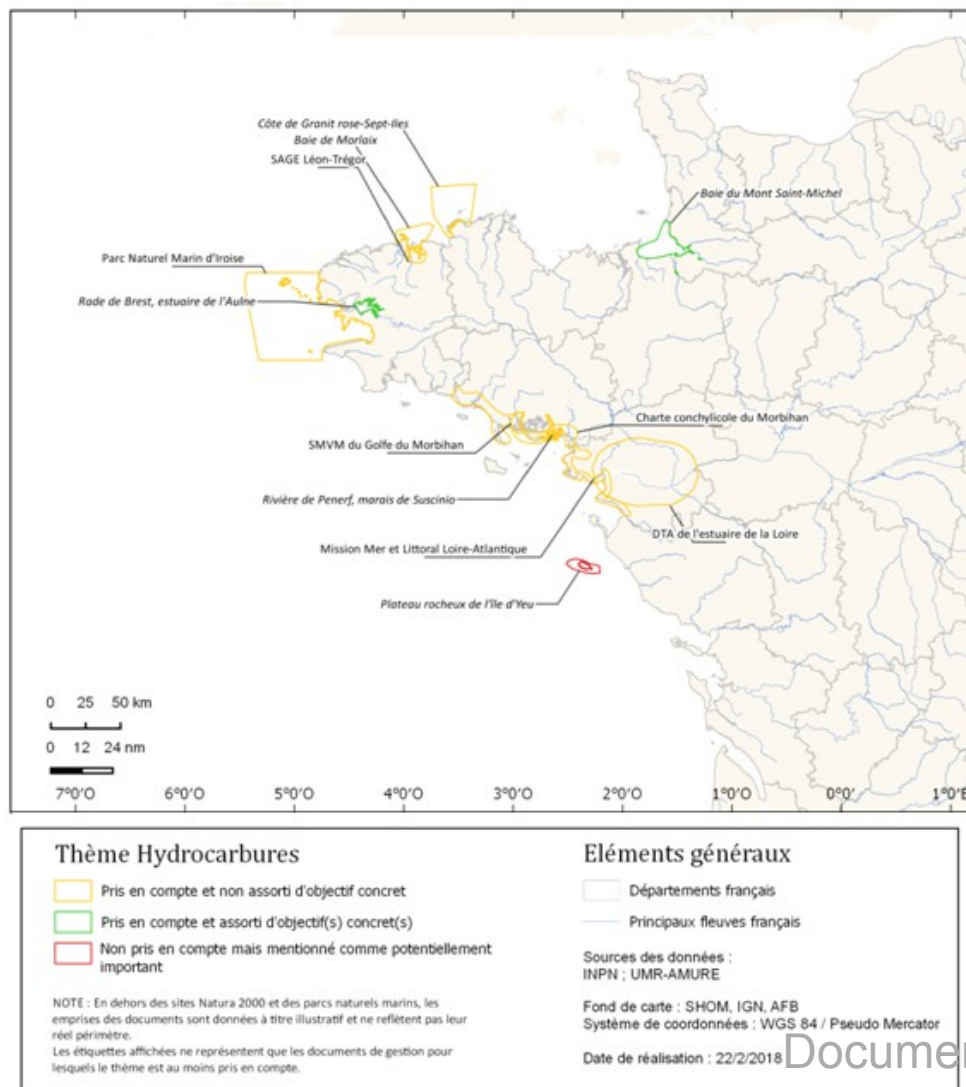 Côte de Granit rose-Sept-Iles
Baie de Morlaix
SAGE Léon-Trégor
Baie du Mont Saint-Michel
Parc Naturel Marin d'Iroise
Rade de Brest, estuaire de l'Aulne
Charte conchylicole du Morbihan
SMVM du Golfe du Morbihan
Rivière de Penerf, marais de Suscinio
DTA de l'estuaire de la Loire
Mission Mer et Littoral Loire-Atlantique
Plateau rocheux de l'île d'Yeu
0 25 50 km
0 12 24 nm
7°0'O 6°0'O 5°0'O 4°0'O 3°0'O 2°0'O 1°0'O 0°0' 1°0'E
Thème Hydrocarbures
Pris en compte et non assorti d'objectif concret
Pris en compte et assorti d'objectif(s) concret(s)
Non pris en compte mais mentionné comme potentiellement
important
NOTE : En dehors des sites Natura 2000 et des parcs naturels marins, les
emprises des documents sont données à titre illustratif et ne reflètent pas leur
réel périmètre.
Les étiquettes affichées ne représentent que les documents de gestion pour
lesquels le thème est au moins pris en compte.
Eléments généraux
Départements français
Principaux fleuves français
Sources des données :
INPN ; UMR-AMURE
Fond de carte : SHOM, IGN, AFB
Système de coordonnées : WGS 84 / Pseudo Mercator
Date de réalisation : 22/2/2018
Documen